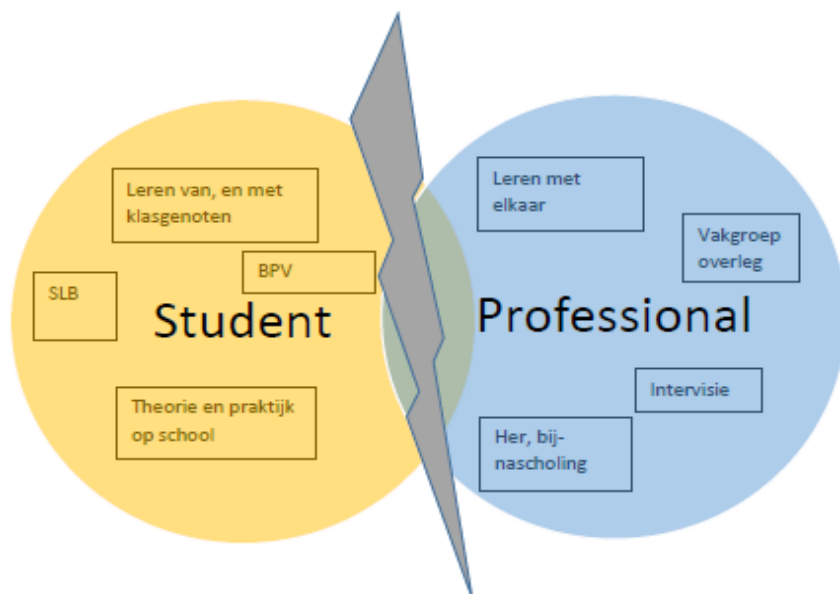 Leren van, en met
klasgenoten
BPV
SLB
Student
Theorie en praktijk
op school
Leren met
elkaar
Vakgroep
overleg
Professional
Intervisie
Her, bij-
nascholing